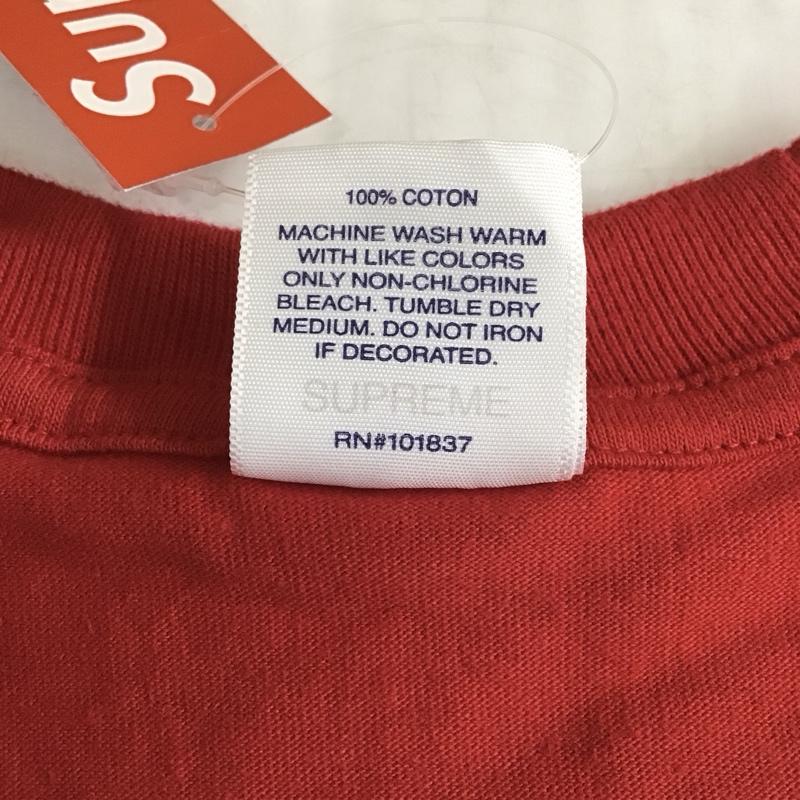 Sup
100% COTON
MACHINE WASH WARM
WITH LIKE COLORS
ONLY NON-CHLORINE
BLEACH. TUMBLE DRY
MEDIUM. DO NOT IRON
IF DECORATED.
SUPREME
RN#101837